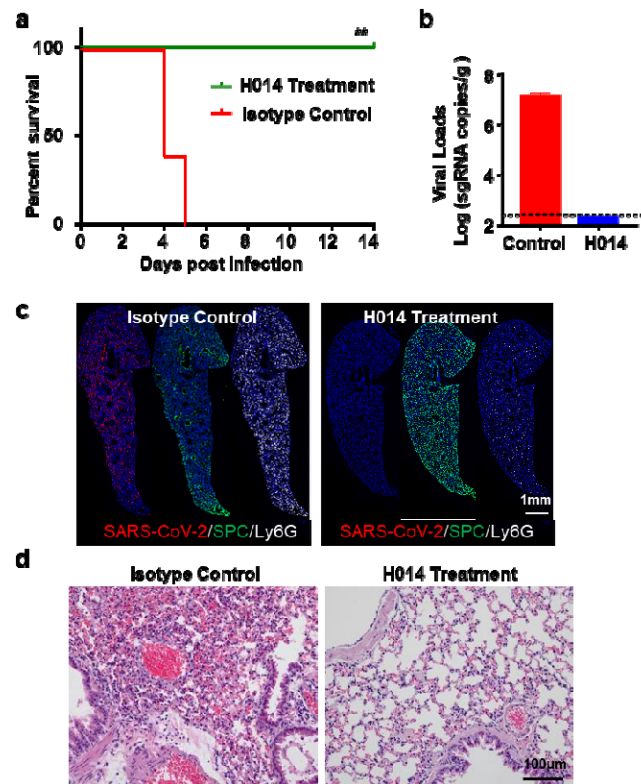 a
##
100
50
0
Percent survival
H014 Treatment
Isotype Control
0 2 4 6 8 10 12 14
Days post infection
b
8
6
4
2
Viral Loads
Log (sgRNA copies/g)
Control H014
c
Isotype Control
H014 Treatment
1mm
SARS-CoV-2/SPC/Ly6G
SARS-CoV-2/SPC/Ly6G
d
Isotype Control
H014 Treatment
100μm